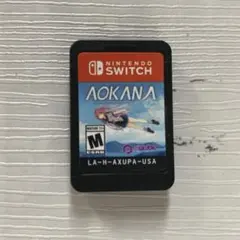 NINTENDO
SWITCH
AOKANA
M
LA-H-AXUPA-USA